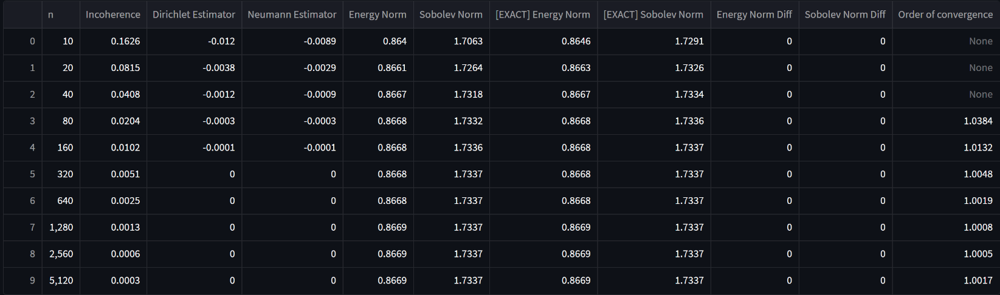 n Incoherence Dirichlet Estimator Neumann Estimator Energy Norm Sobolev Norm [EXACT] Energy Norm [EXACT] Sobolev Norm Energy Norm Diff Sobolev Norm Diff Order of convergence
0 10 0.1626 -0.012 -0.0089 0.864 1.7063 0.8646 1.7291 0 0 None
1 20 0.0815 -0.0038 -0.0029 0.8661 1.7264 0.8663 1.7326 0 0 None
2 40 0.0408 -0.0012 -0.0009 0.8667 1.7318 0.8667 1.7334 0 0 None
3 80 0.0204 -0.0003 -0.0003 0.8668 1.7332 0.8668 1.7336 0 0 1.0384
4 160 0.0102 -0.0001 -0.0001 0.8668 1.7336 0.8668 1.7337 0 0 1.0132
5 320 0.0051 0 0 0.8668 1.7337 0.8668 1.7337 0 0 1.0048
6 640 0.0025 0 0 0.8668 1.7337 0.8668 1.7337 0 0 1.0019
7 1,280 0.0013 0 0 0.8669 1.7337 0.8669 1.7337 0 0 1.0008
8 2,560 0.0006 0 0 0.8669 1.7337 0.8669 1.7337 0 0 1.0005
9 5,120 0.0003 0 0 0.8669 1.7337 0.8669 1.7337 0 0 1.0017